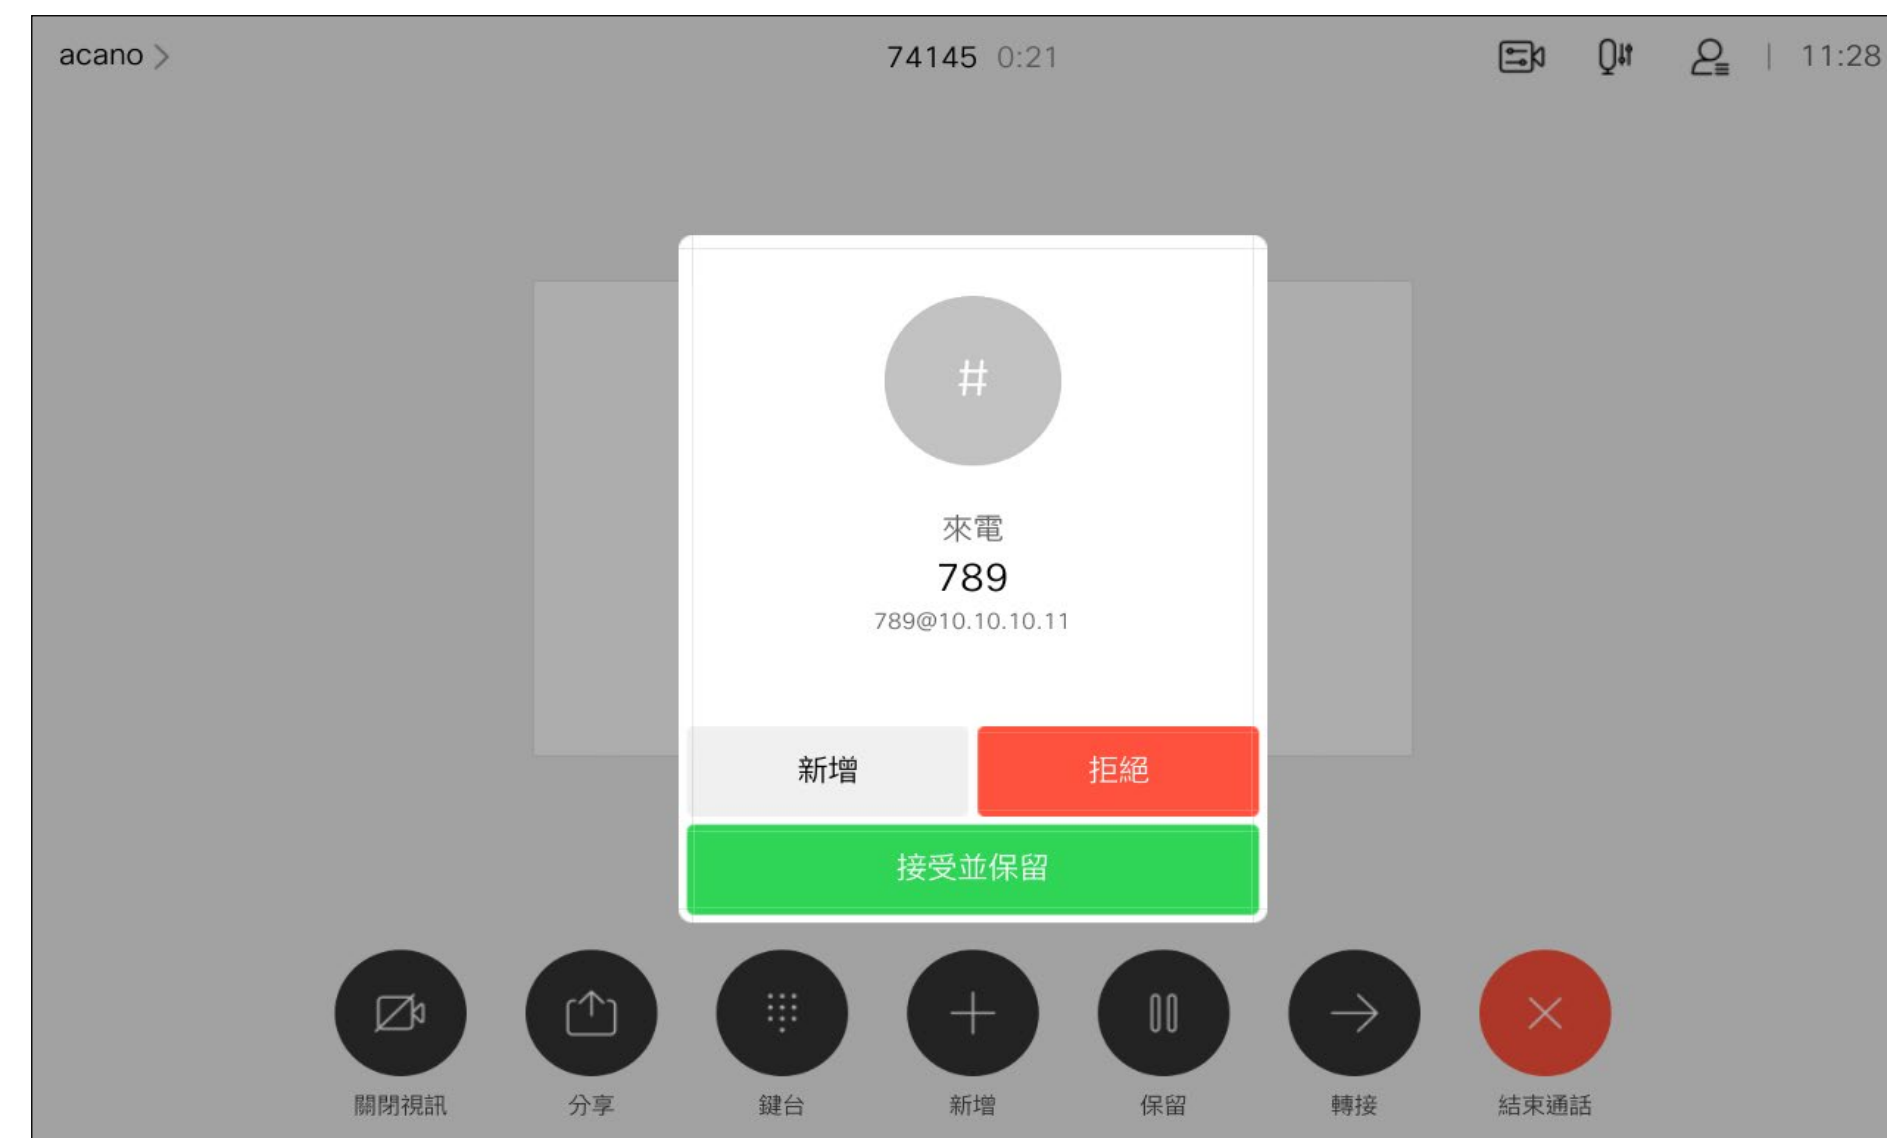 acano
74145 0:21
11:28
#
來電
789
789@10.10.10.11
新增 拒絕
接受並保留
關閉視訊 分享 鍵台 新增 保留 轉接 結束通話